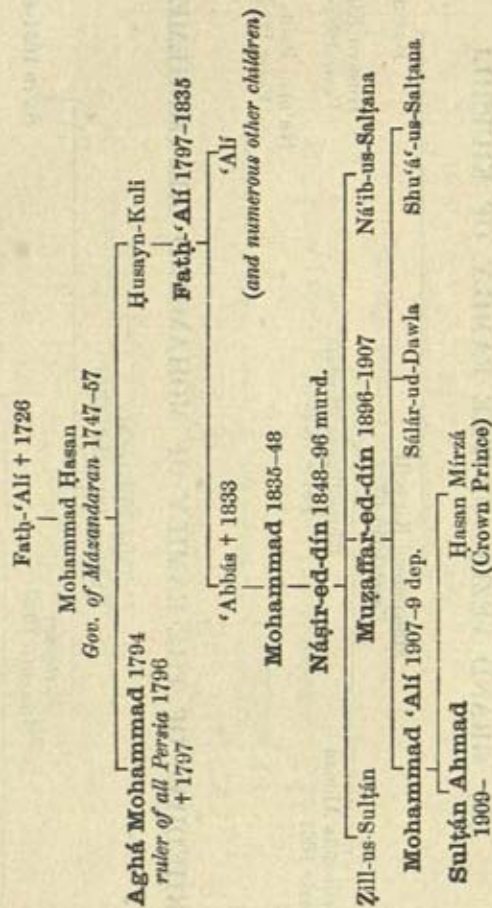 Fatḥ-‘Alí † 1726
Mohammad Ḥasan
Gov. of Mázandaran 1747–57
Aghá Mohammad 1794
ruler of all Persia 1796
† 1797
Ḥusayn-Kuli
Fatḥ-‘Alí 1797–1835
‘Abbás † 1833
‘Alí
(and numerous other children)
Mohammad 1835–48
Náṣir-ed-dín 1848–96 murd.
Ẓill-us-Sulṭán
Muẓaffar-ed-dín 1896–1907
Ná’ib-us-Salṭana
Mohammad ‘Alí 1907–9 dep.
Sálár-ud-Dawla
Shu‘á‘-us-Salṭana
Sulṭán Aḥmad
1909–
Ḥasan Mírzá
(Crown Prince)